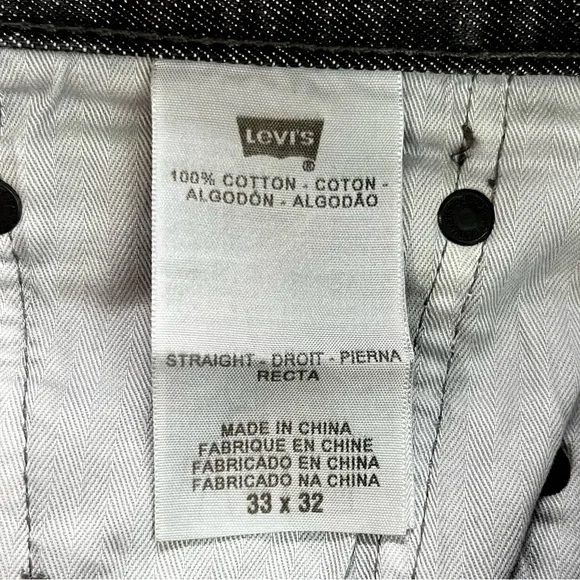 Levi's
®
100% COTTON - COTON -
ALGODÓN - ALGODÃO
STRAIGHT - DROIT - PIERNA
RECTA
MADE IN CHINA
FABRIQUE EN CHINE
FABRICADO EN CHINA
FABRICADO NA CHINA
33 x 32